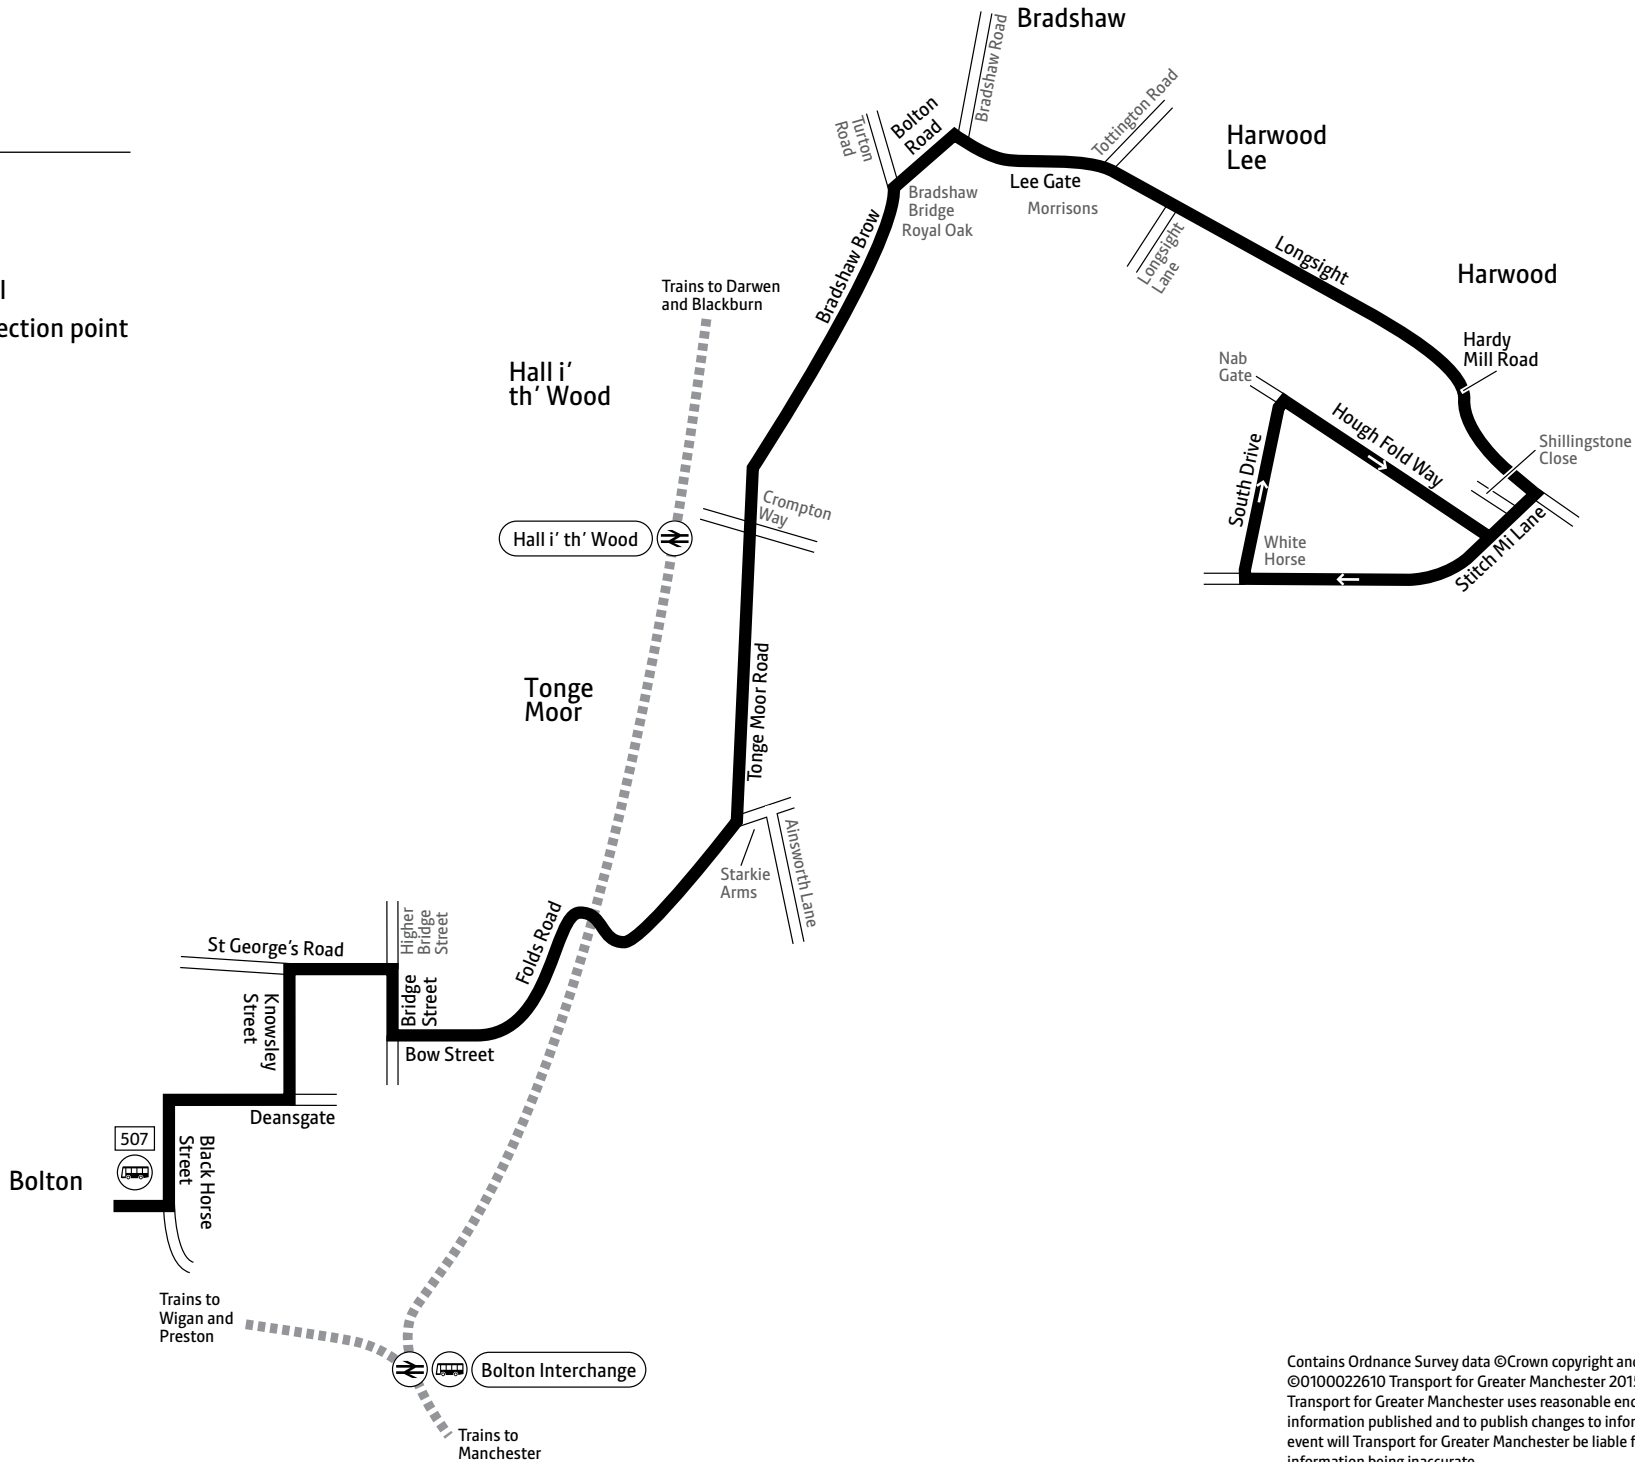 Bradshaw
Bradshaw Road
Tottington Road
Harwood
Lee
Turton
Road
Bolton
Road
Lee Gate
Morrisons
Bradshaw
Bridge
Royal Oak
Longsight
Lane
Longsight
Harwood
Bradshaw Brow
Trains to Darwen
and Blackburn
ection point
Hardy
Mill Road
Nab
Gate
Hall i’
th’ Wood
Hough Fold Way
Shillingstone
Close
South Drive
Crompton
Way
Hall i’ th’ Wood
White
Horse
Stitch Mi Lane
Tonge
Moor
Tonge Moor Road
Starkie
Arms
Ainsworth Lane
Folds Road
Higher
Bridge
Street
St George’s Road
Knowsley
Street
Bridge
Street
Bow Street
Deansgate
507
Black Horse
Street
Bolton
Trains to
Wigan and
Preston
Bolton Interchange
Trains to
Manchester
Contains Ordnance Survey data ©Crown copyright and
©0100022610 Transport for Greater Manchester 201
Transport for Greater Manchester uses reasonable
information published and to publish changes to
event will Transport for Greater Manchester be liable
information being inaccurate